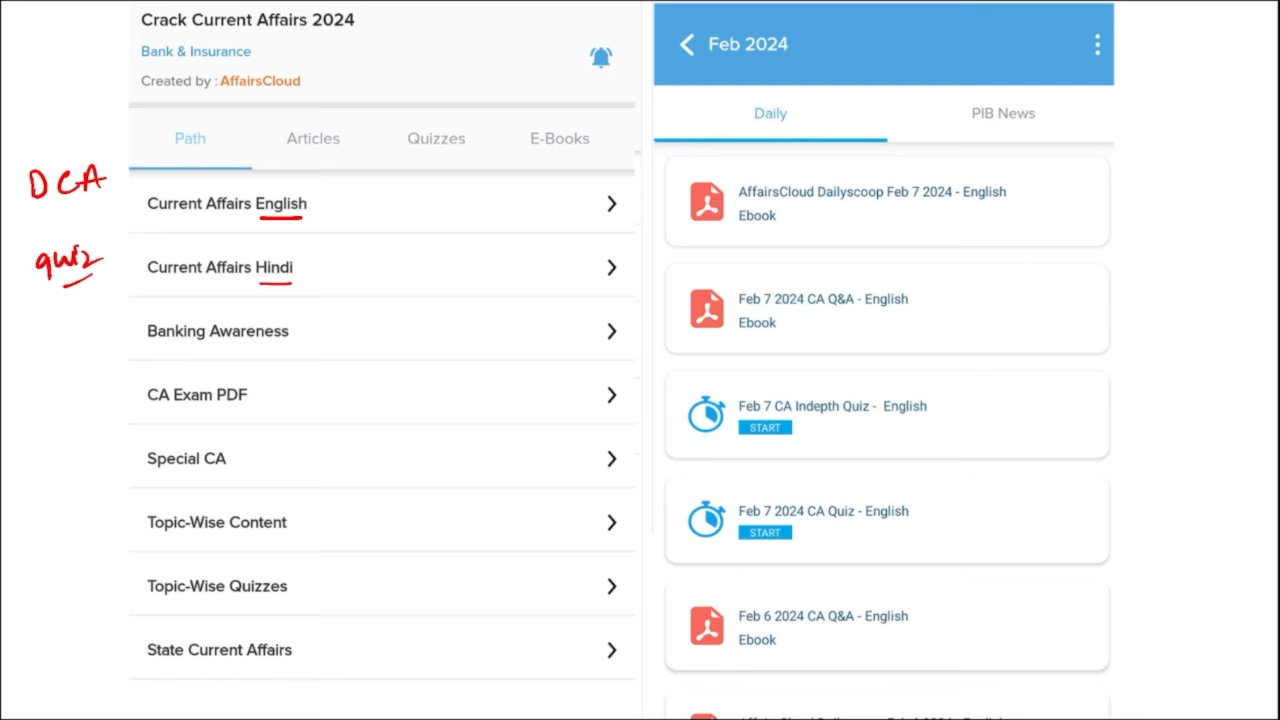 Crack Current Affairs 2024
Bank & Insurance
Created by : AffairsCloud
Path Articles Quizzes E-Books
DCA
Current Affairs English
quiz
Current Affairs Hindi
Banking Awareness
CA Exam PDF
Special CA
Topic-Wise Content
Topic-Wise Quizzes
State Current Affairs
Feb 2024
Daily PIB News
AffairsCloud Dailyscoop Feb 7 2024 - English
Ebook
Feb 7 2024 CA Q&A - English
Ebook
Feb 7 CA Indepth Quiz - English
START
Feb 7 2024 CA Quiz - English
START
Feb 6 2024 CA Q&A - English
Ebook